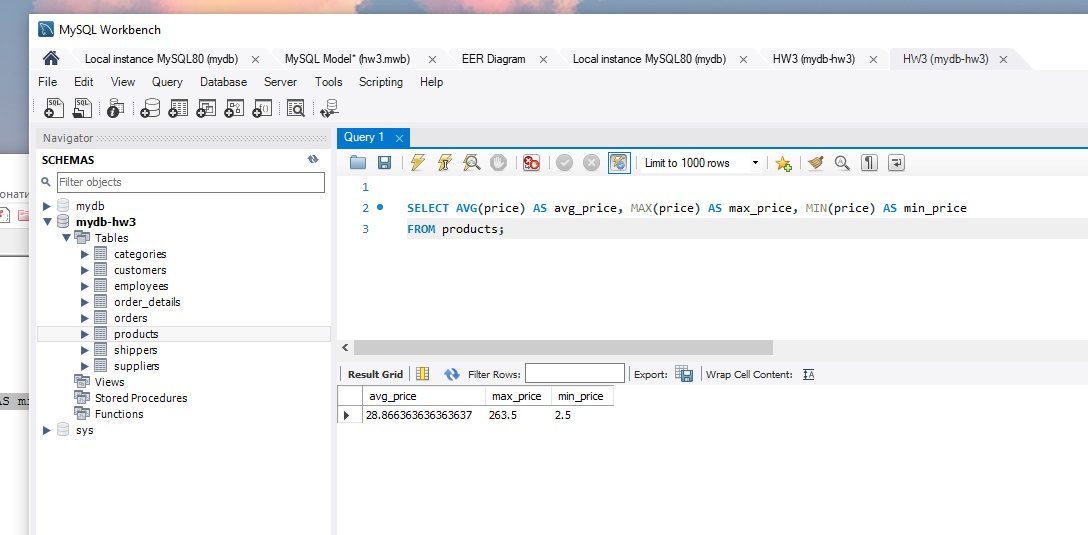 MySQL Workbench
Local instance MySQL80 (mydb) MySQL Model* (hw3.mwb) EER Diagram Local instance MySQL80 (mydb) HW3 (mydb-hw3) HW3 (mydb-hw3)
File Edit View Query Database Server Tools Scripting Help
Navigator
Query 1
SCHEMAS
Limit to 1000 rows
Filter objects
mydb
mydb-hw3
Tables
categories
customers
employees
order_details
orders
products
shippers
suppliers
Views
Stored Procedures
Functions
sys
1
2 SELECT AVG(price) AS avg_price, MAX(price) AS max_price, MIN(price) AS min_price
3 FROM products;
Result Grid Filter Rows: Export: Wrap Cell Content:
avg_price max_price min_price
28.866363636363637 263.5 2.5